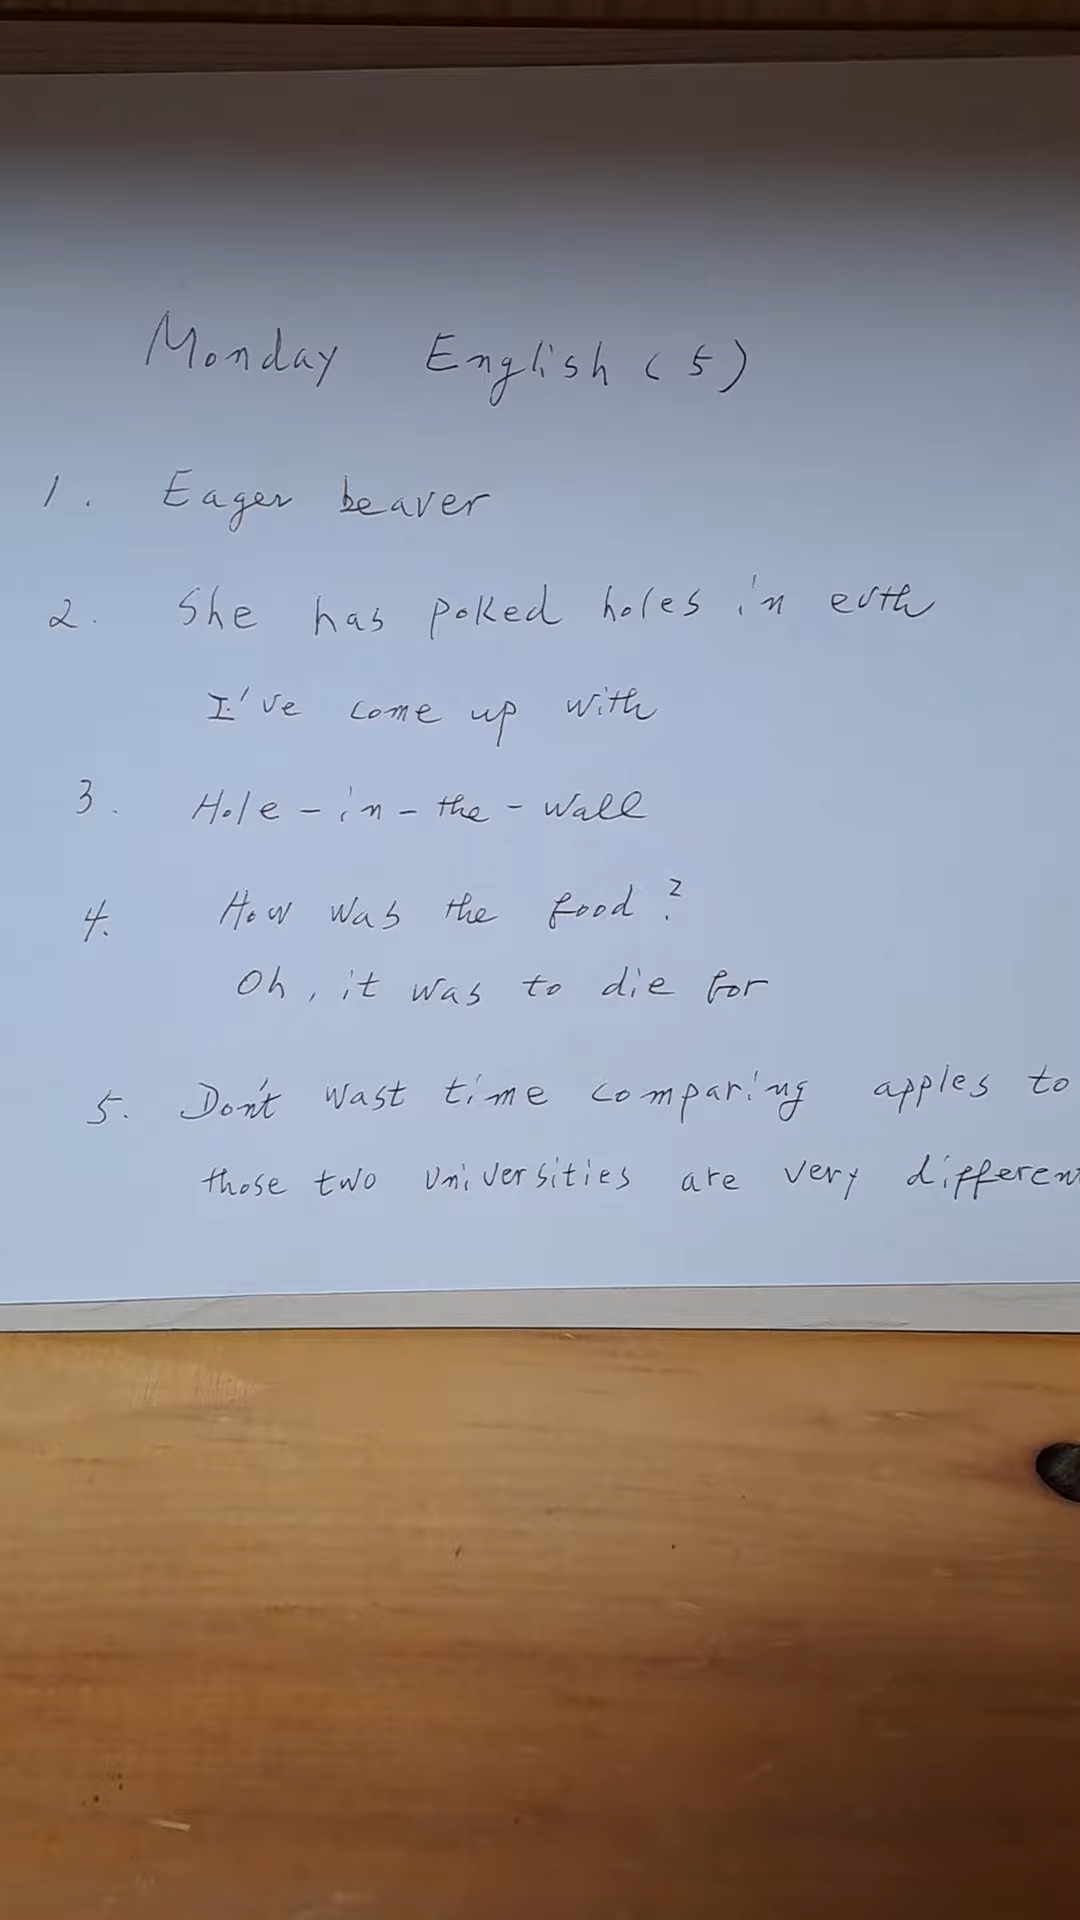 Monday English (5)
1. Eager beaver
2. She has poked holes in evth
I've come up with
3. Hole-in-the-wall
4. How was the food?
Oh, it was to die for
5. Don't wast time comparing apples to
those two universities are very differen